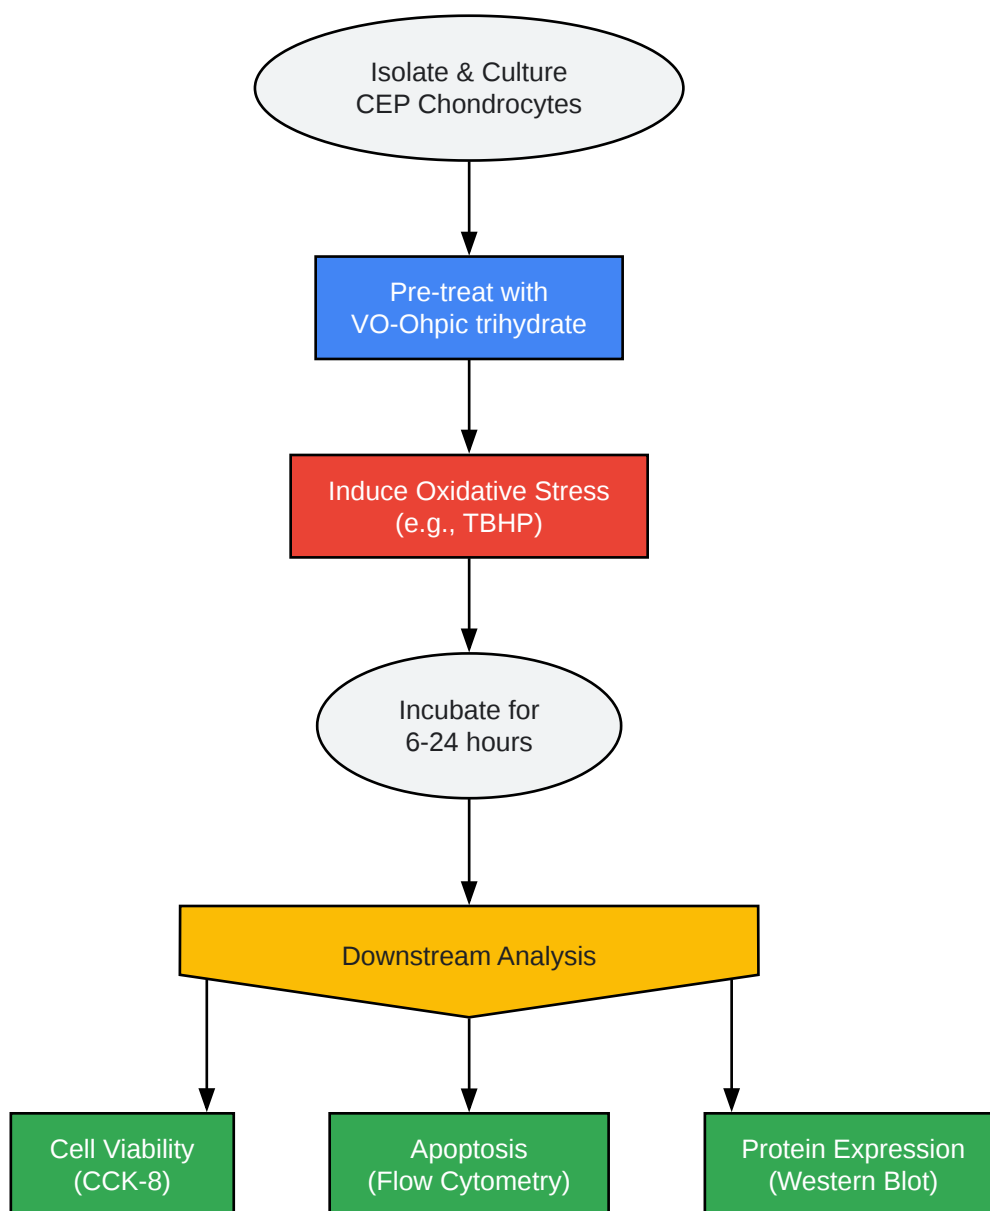 Isolate & Culture
CEP Chondrocytes
Pre-treat with
VO-Ohpic trihydrate
Induce Oxidative Stress
(e.g., TBHP)
Incubate for
6-24 hours
Downstream Analysis
Cell Viability
(CCK-8)
Apoptosis
(Flow Cytometry)
Protein Expression
(Western Blot)